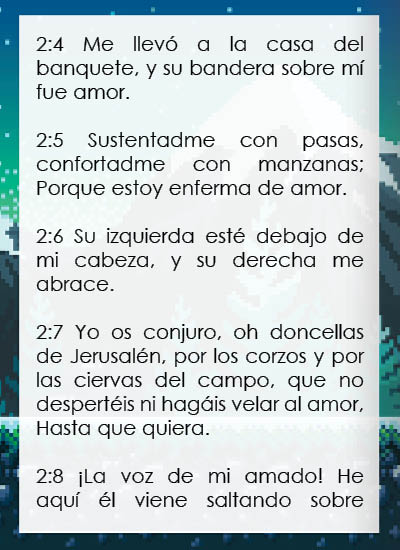 2:4 Me llevó a la casa del
banquete, y su bandera sobre mí
fue amor.
2:5 Sustentadme con pasas,
confortadme con manzanas;
Porque estoy enferma de amor.
2:6 Su izquierda esté debajo de
mi cabeza, y su derecha me
abrace.
2:7 Yo os conjuro, oh doncellas
de Jerusalén, por los corzos y por
las ciervas del campo, que no
despertéis ni hagáis velar al amor,
Hasta que quiera.
2:8 ¡La voz de mi amado! He
aquí él viene saltando sobre